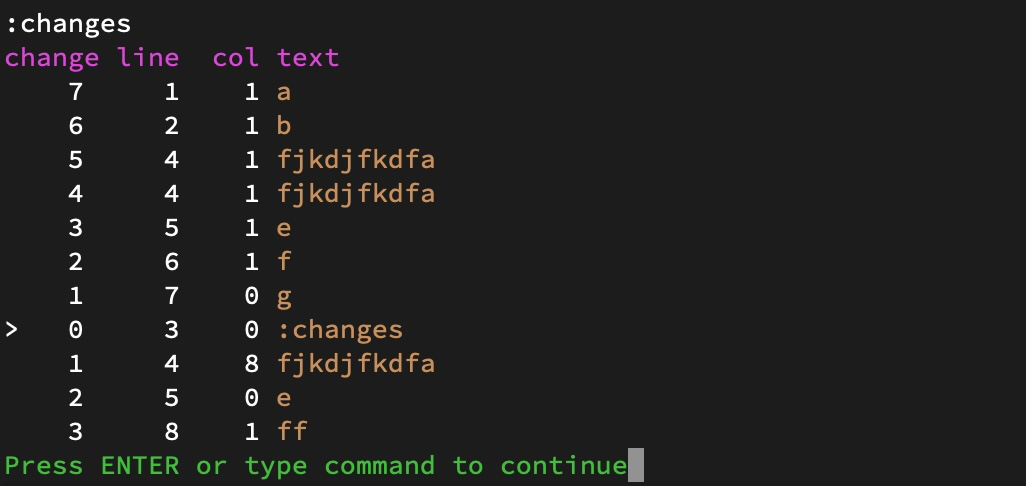 :changes
change line  col text
    7     1    1 a
    6     2    1 b
    5     4    1 fjkdjfkdfa
    4     4    1 fjkdjfkdfa
    3     5    1 e
    2     6    1 f
    1     7    0 g
>   0     3    0 :changes
    1     4    8 fjkdjfkdfa
    2     5    0 e
    3     8    1 ff
Press ENTER or type command to continue